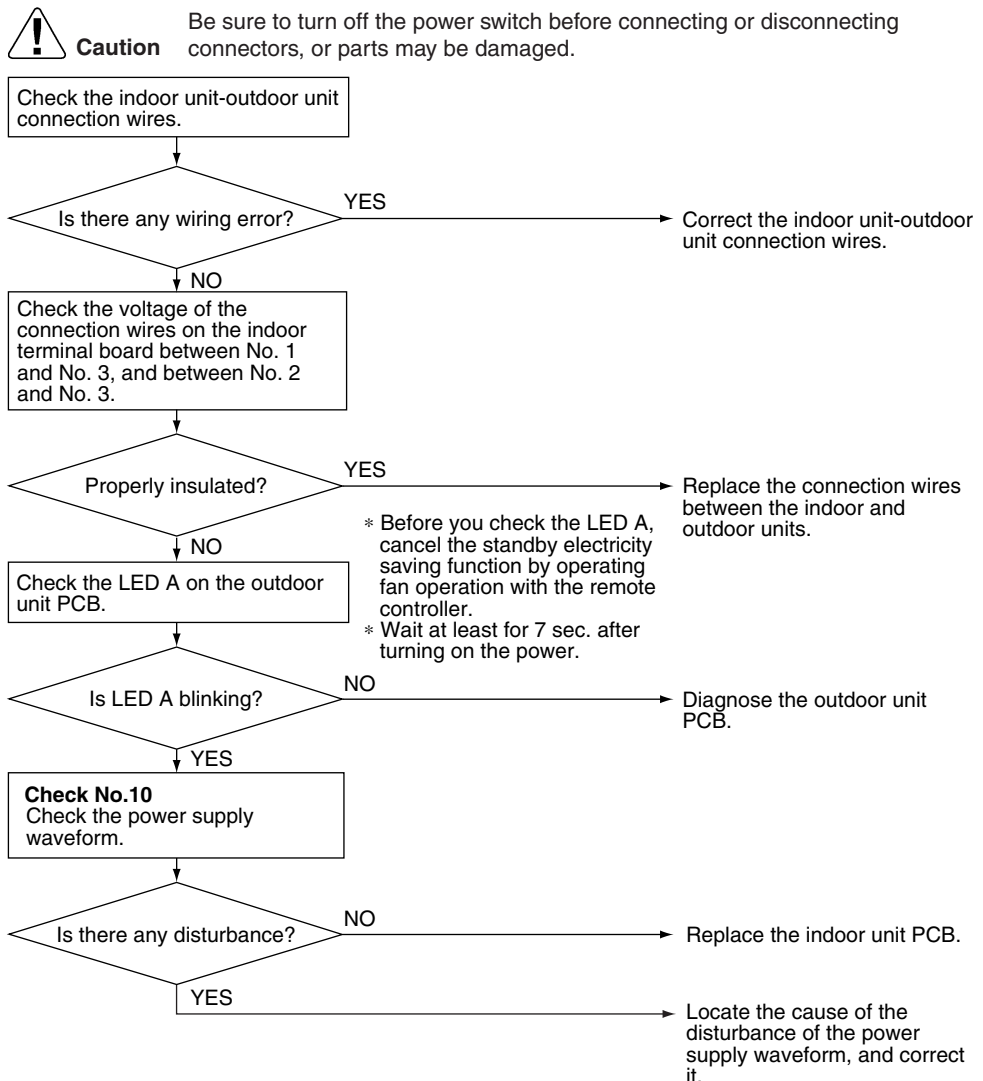 Be sure to turn off the power switch before connecting or disconnecting
Caution connectors, or parts may be damaged.
Check the indoor unit-outdoor unit
connection wires.
Is there any wiring error?
YES
Correct the indoor unit-outdoor
unit connection wires.
NO
Check the voltage of the
connection wires on the indoor
terminal board between No. 1
and No. 3, and between No. 2
and No. 3.
Properly insulated?
YES
Replace the connection wires
between the indoor and
outdoor units.
NO
∗ Before you check the LED A,
cancel the standby electricity
saving function by operating
fan operation with the remote
controller.
∗ Wait at least for 7 sec. after
turning on the power.
Check the LED A on the outdoor
unit PCB.
Is LED A blinking?
NO
Diagnose the outdoor unit
PCB.
YES
Check No.10
Check the power supply
waveform.
Is there any disturbance?
NO
Replace the indoor unit PCB.
YES
Locate the cause of the
disturbance of the power
supply waveform, and correct
it.